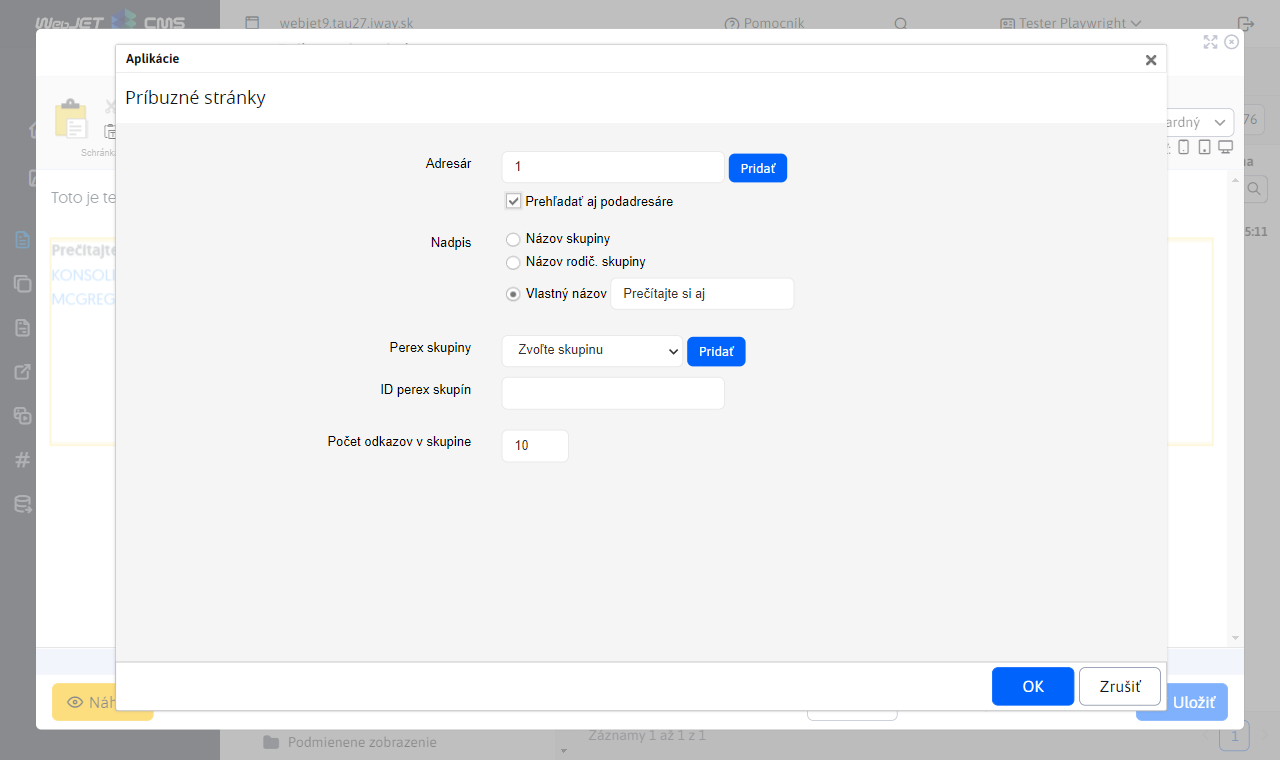 WebJET CMS
webjet9.tau27.iway.sk
Pomocník
Tester Playwright
Aplikácie
Príbuzné stránky
ardný
76
Schránka
Toto je te
Adresár
1
Pridať
Prehľadať aj podadresáre
Nadpis
Názov skupiny
Názov rodič. skupiny
Vlastný názov
Prečítajte si aj
Prečítajte
KONSOLI
MCGREG
5:11
Perex skupiny
Zvoľte skupinu
Pridať
ID perex skupín
Počet odkazov v skupine
10
OK
Zrušiť
Náh
Uložiť
Podmienene zobrazenie
Záznamy 1 až 1 z 1
1